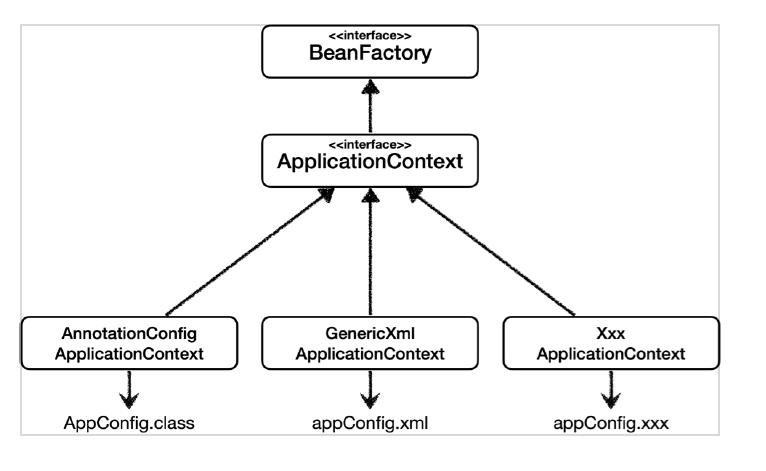 <<interface>>
BeanFactory
<<interface>>
ApplicationContext
AnnotationConfig
ApplicationContext
GenericXml
ApplicationContext
Xxx
ApplicationContext
AppConfig.class
appConfig.xml
appConfig.xxx